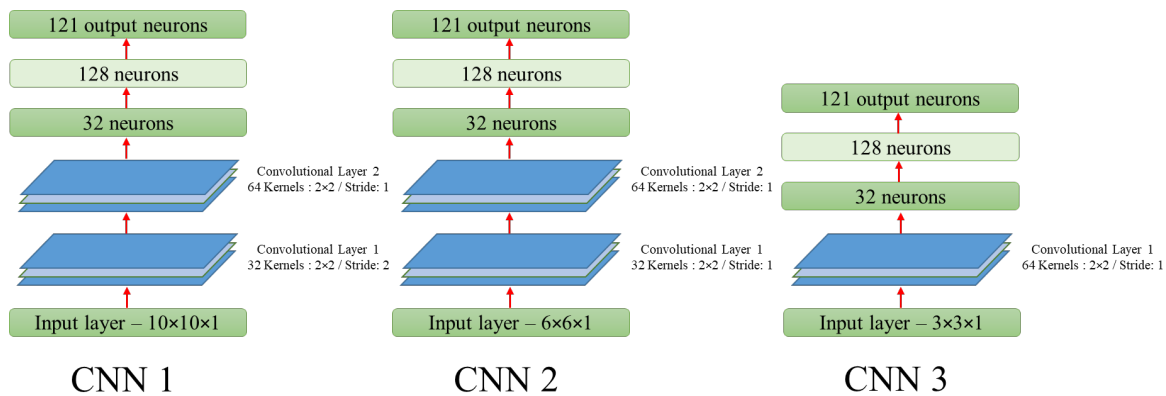 121 output neurons
128 neurons
32 neurons
Convolutional Layer 2
64 Kernels : 2×2 / Stride: 1
Convolutional Layer 1
32 Kernels : 2×2 / Stride: 2
Input layer – 10×10×1
CNN 1
121 output neurons
128 neurons
32 neurons
Convolutional Layer 2
64 Kernels : 2×2 / Stride: 1
Convolutional Layer 1
32 Kernels : 2×2 / Stride: 1
Input layer – 6×6×1
CNN 2
121 output neurons
128 neurons
32 neurons
Convolutional Layer 1
64 Kernels : 2×2 / Stride: 1
Input layer – 3×3×1
CNN 3